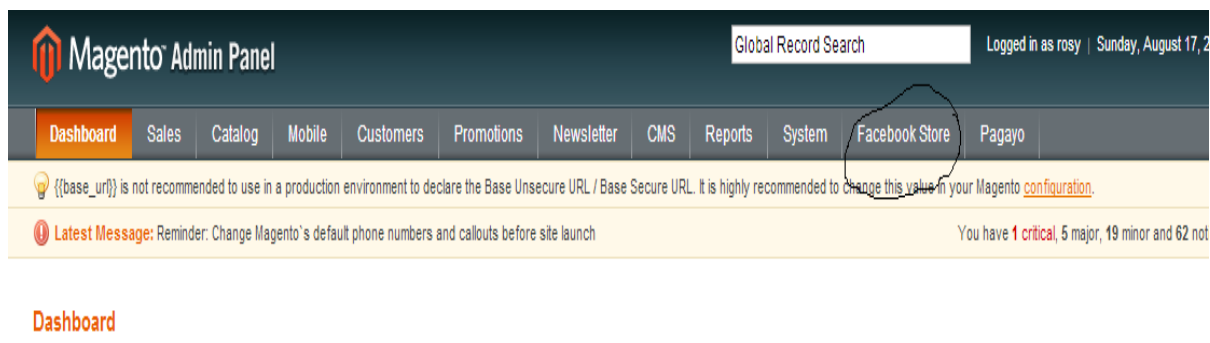 Magento™ Admin Panel Global Record Search Logged in as rosy | Sunday, August 17, 2
Dashboard Sales Catalog Mobile Customers Promotions Newsletter CMS Reports System Facebook Store Pagayo
{{base_url}} is not recommended to use in a production environment to declare the Base Unsecure URL / Base Secure URL. It is highly recommended to change this value in your Magento configuration.
Latest Message: Reminder: Change Magento`s default phone numbers and callouts before site launch You have 1 critical, 5 major, 19 minor and 62 not
Dashboard